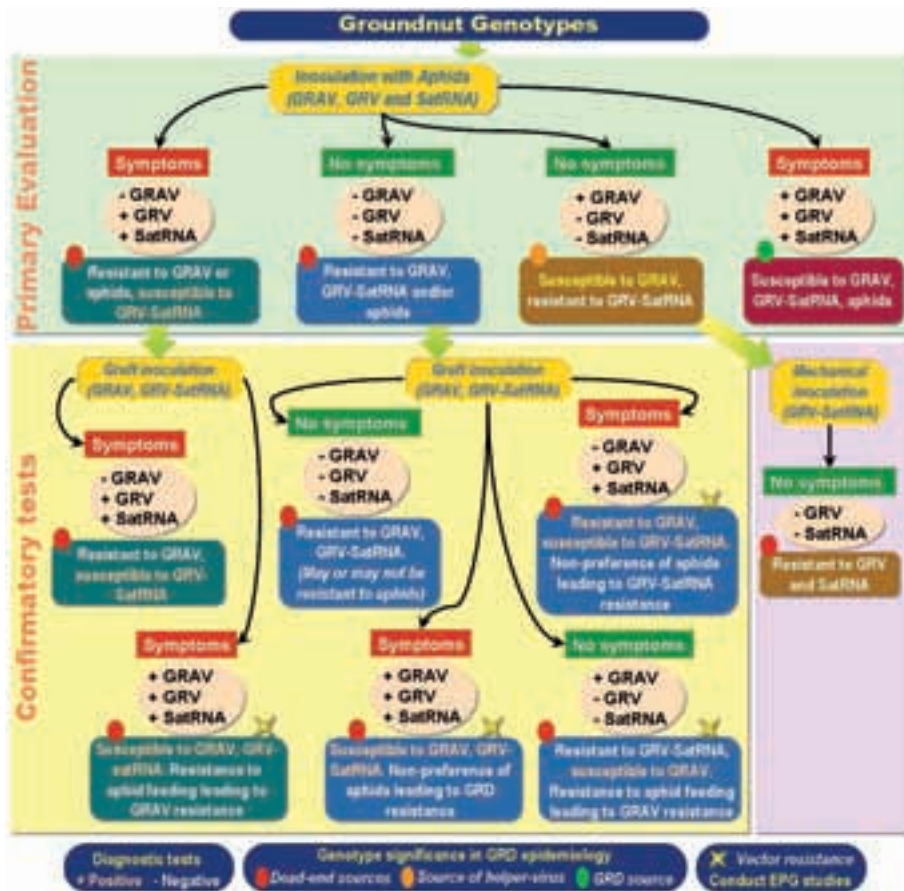 Groundnut Genotypes
Primary Evaluation
Inoculation with Aphids
(GRAV, GRV and SatRNA)
Symptoms
- GRAV
+ GRV
+ SatRNA
Resistant to GRAV or
aphids, susceptible to
GRV-SatRNA
No symptoms
- GRAV
- GRV
- SatRNA
Resistant to GRAV,
GRV-SatRNA and/or
aphids
No symptoms
+ GRAV
- GRV
- SatRNA
Susceptible to GRAV,
resistant to GRV-SatRNA
Symptoms
+ GRAV
+ GRV
+ SatRNA
Susceptible to GRAV,
GRV-SatRNA, aphids
Confirmatory tests
Graft inoculation
(GRAV, GRV-SatRNA)
Symptoms
- GRAV
+ GRV
+ SatRNA
Resistant to GRAV,
susceptible to GRV-
SatRNA
Symptoms
+ GRAV
+ GRV
+ SatRNA
Susceptible to GRAV, GRV-
satRNA. Resistance to
aphid feeding leading to
GRAV resistance
Graft inoculation
(GRAV, GRV-SatRNA)
No symptoms
- GRAV
- GRV
- SatRNA
Resistant to GRAV,
GRV-SatRNA.
(May or may not be
resistant to aphids)
Symptoms
- GRAV
+ GRV
+ SatRNA
Resistant to GRAV,
susceptible to GRV-SatRNA.
Non-preference of aphids
leading to GRV-SatRNA
resistance
Symptoms
+ GRAV
+ GRV
+ SatRNA
Susceptible to GRAV, GRV-
SatRNA. Non-preference of
aphids leading to GRD
resistance
No symptoms
+ GRAV
- GRV
- SatRNA
Resistant to GRV-SatRNA,
susceptible to GRAV.
Resistance to aphid feeding
leading to GRAV resistance
Mechanical
inoculation
(GRV-SatRNA)
No symptoms
- GRV
- SatRNA
Resistant to GRV
and SatRNA
Diagnostic tests
+ Positive - Negative
Genotype significance in GRD epidemiology
Dead-end sources Source of helper-virus GRD source
Vector resistance
Conduct EPG studies